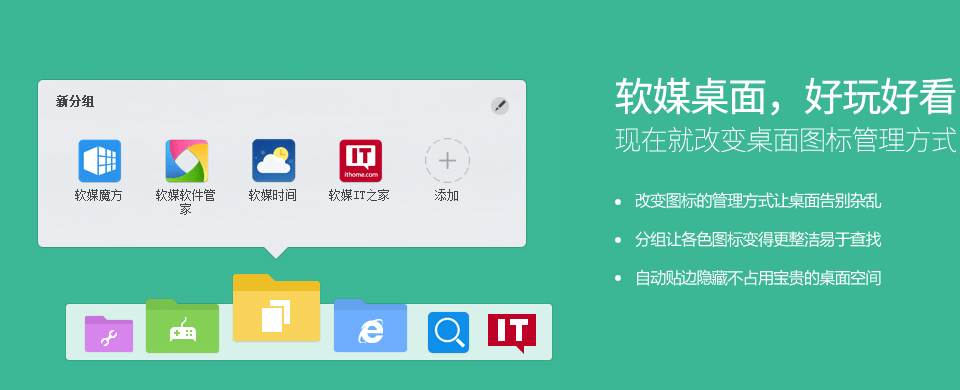 新分组
软媒魔方
软媒软件管
家
软媒时间
IT
ithome.com
软媒IT之家
添加
IT
软媒桌面，好玩好看
现在就改变桌面图标管理方式
改变图标的管理方式让桌面告别杂乱
分组让各色图标变得更整洁易于查找
自动贴边隐藏不占用宝贵的桌面空间